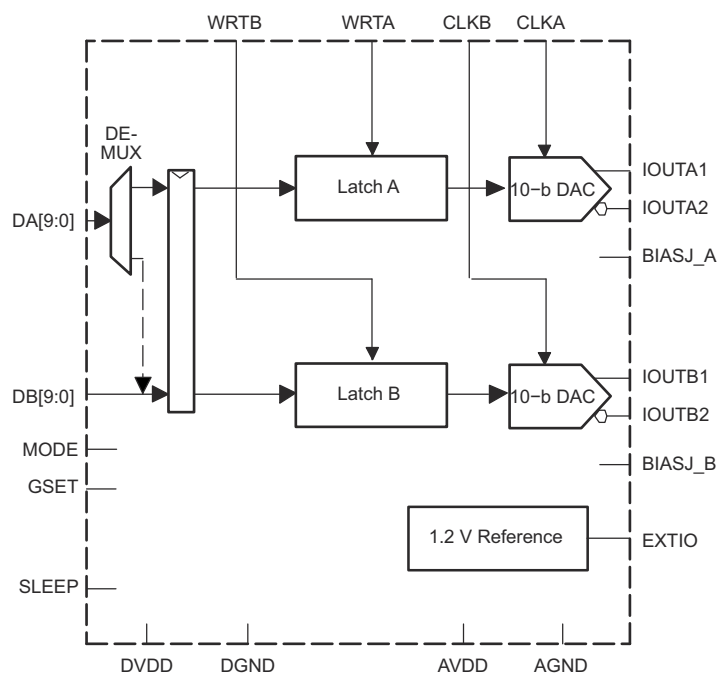 WRTB
WRTA
CLKB
CLKA
DE-
MUX
Latch A
10−b DAC
IOUTA1
DA[9:0]
IOUTA2
BIASJ_A
DB[9:0]
Latch B
10−b DAC
IOUTB1
IOUTB2
MODE
BIASJ_B
GSET
1.2 V Reference
EXTIO
SLEEP
DVDD
DGND
AVDD
AGND